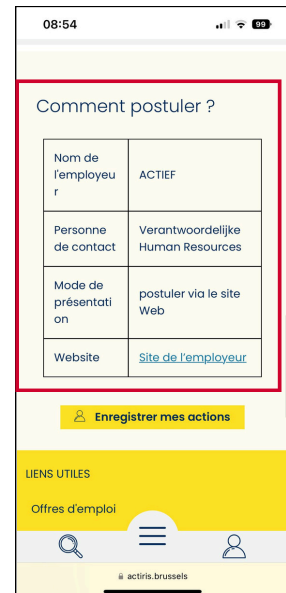 08:54
99
Comment postuler ?
Nom de
l'employeu
r
ACTIEF
Personne
de contact
Verantwoordelijke
Human Resources
Mode de
présentati
on
postuler via le site
Web
Website
Site de l'employeur
Enregistrer mes actions
LIENS UTILES
Offres d'emploi
actiris.brussels